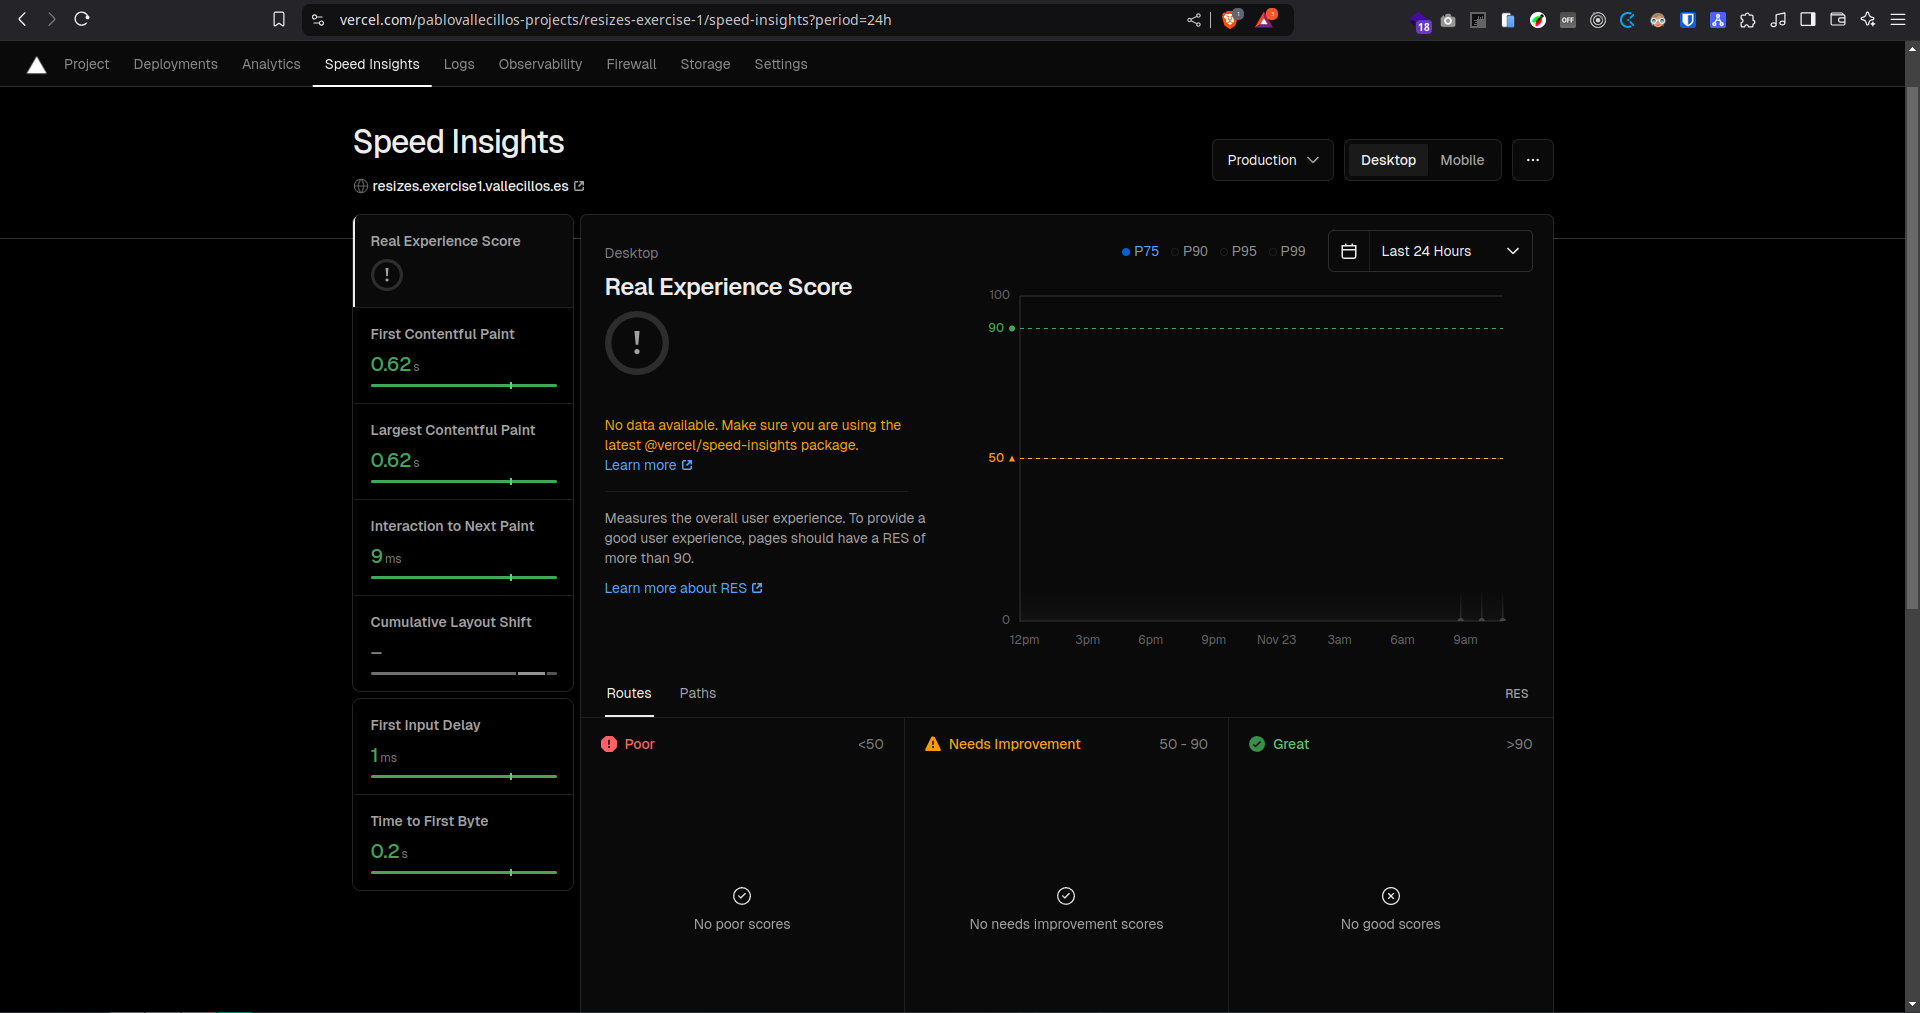 vercel.com/pablovallecillos-projects/resizes-exercise-1/speed-insights?period=24h
1
3
18
OFF
Project
Deployments
Analytics
Speed Insights
Logs
Observability
Firewall
Storage
Settings
Speed Insights
resizes.exercise1.vallecillos.es
Production
Desktop
Mobile
Real Experience Score
!
First Contentful Paint
0.62s
Largest Contentful Paint
0.62s
Interaction to Next Paint
9ms
Cumulative Layout Shift
–
First Input Delay
1ms
Time to First Byte
0.2s
Desktop
Real Experience Score
!
No data available. Make sure you are using the
latest @vercel/speed-insights package.
Learn more
Measures the overall user experience. To provide a
good user experience, pages should have a RES of
more than 90.
Learn more about RES
P75
P90
P95
P99
Last 24 Hours
100
90
50
0
12pm
3pm
6pm
9pm
Nov 23
3am
6am
9am
Routes
Paths
RES
Poor
<50
Needs Improvement
50 - 90
Great
>90
No poor scores
No needs improvement scores
No good scores